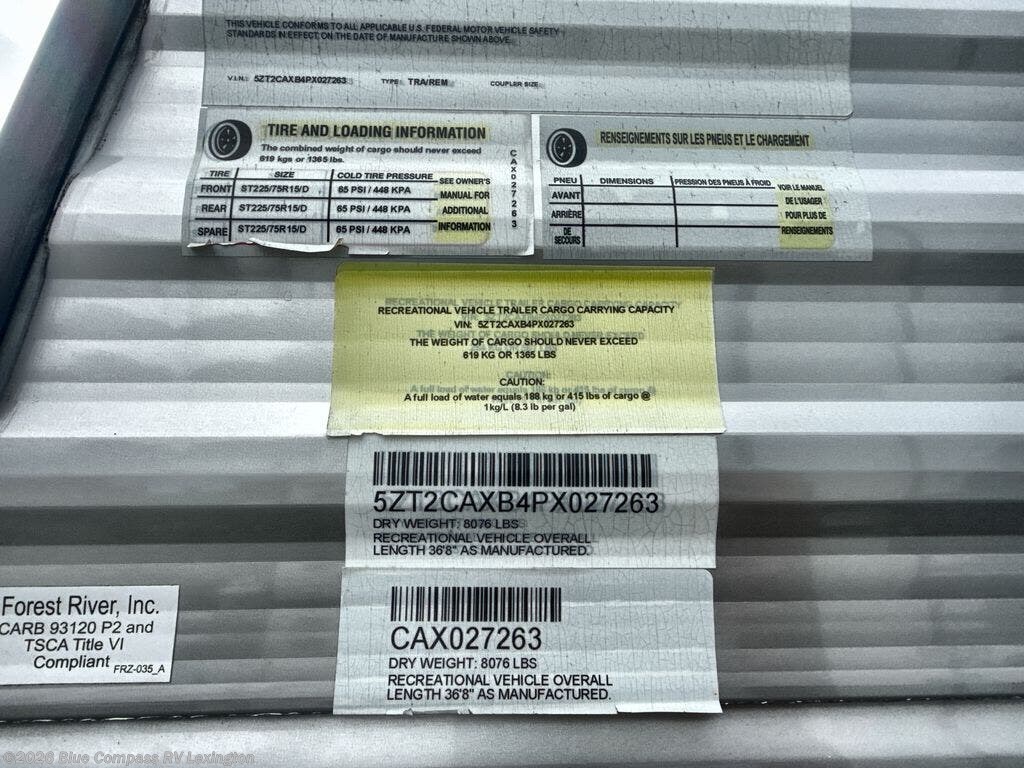 THIS VEHICLE CONFORMS TO ALL APPLICABLE U.S. FEDERAL MOTOR VEHICLE SAFETY
STANDARDS IN EFFECT ON THE DATE OF MANUFACTURE SHOWN ABOVE.
V.I.N.: 5ZT2CAXB4PX027263 TYPE: TRA/REM COUPLER SIZE:
TIRE AND LOADING INFORMATION
The combined weight of cargo should never exceed
619 kgs or 1365 lbs.
TIRE SIZE COLD TIRE PRESSURE SEE OWNER'S
FRONT ST225/75R15/D 65 PSI / 448 KPA MANUAL FOR
REAR ST225/75R15/D 65 PSI / 448 KPA ADDITIONAL
SPARE ST225/75R15/D 65 PSI / 448 KPA INFORMATION
CAX027263
RENSEIGNEMENTS SUR LES PNEUS ET LE CHARGEMENT
PNEU DIMENSIONS PRESSION DES PNEUS À FROID VOIR LE MANUEL
AVANT DE L'USAGER
ARRIÈRE POUR PLUS DE
DE SECOURS RENSEIGNEMENTS
RECREATIONAL VEHICLE TRAILER CARGO CARRYING CAPACITY
VIN: 5ZT2CAXB4PX027263
THE WEIGHT OF CARGO SHOULD NEVER EXCEED
619 KG OR 1365 LBS
CAUTION:
A full load of water equals 188 kg or 415 lbs of cargo @
1kg/L (8.3 lb per gal)
5ZT2CAXB4PX027263
DRY WEIGHT: 8076 LBS
RECREATIONAL VEHICLE OVERALL
LENGTH 36'8" AS MANUFACTURED.
CAX027263
DRY WEIGHT: 8076 LBS
RECREATIONAL VEHICLE OVERALL
LENGTH 36'8" AS MANUFACTURED.
Forest River, Inc.
CARB 93120 P2 and
TSCA Title VI
Compliant FRZ-035_A
©2026 Blue Compass RV Lexington